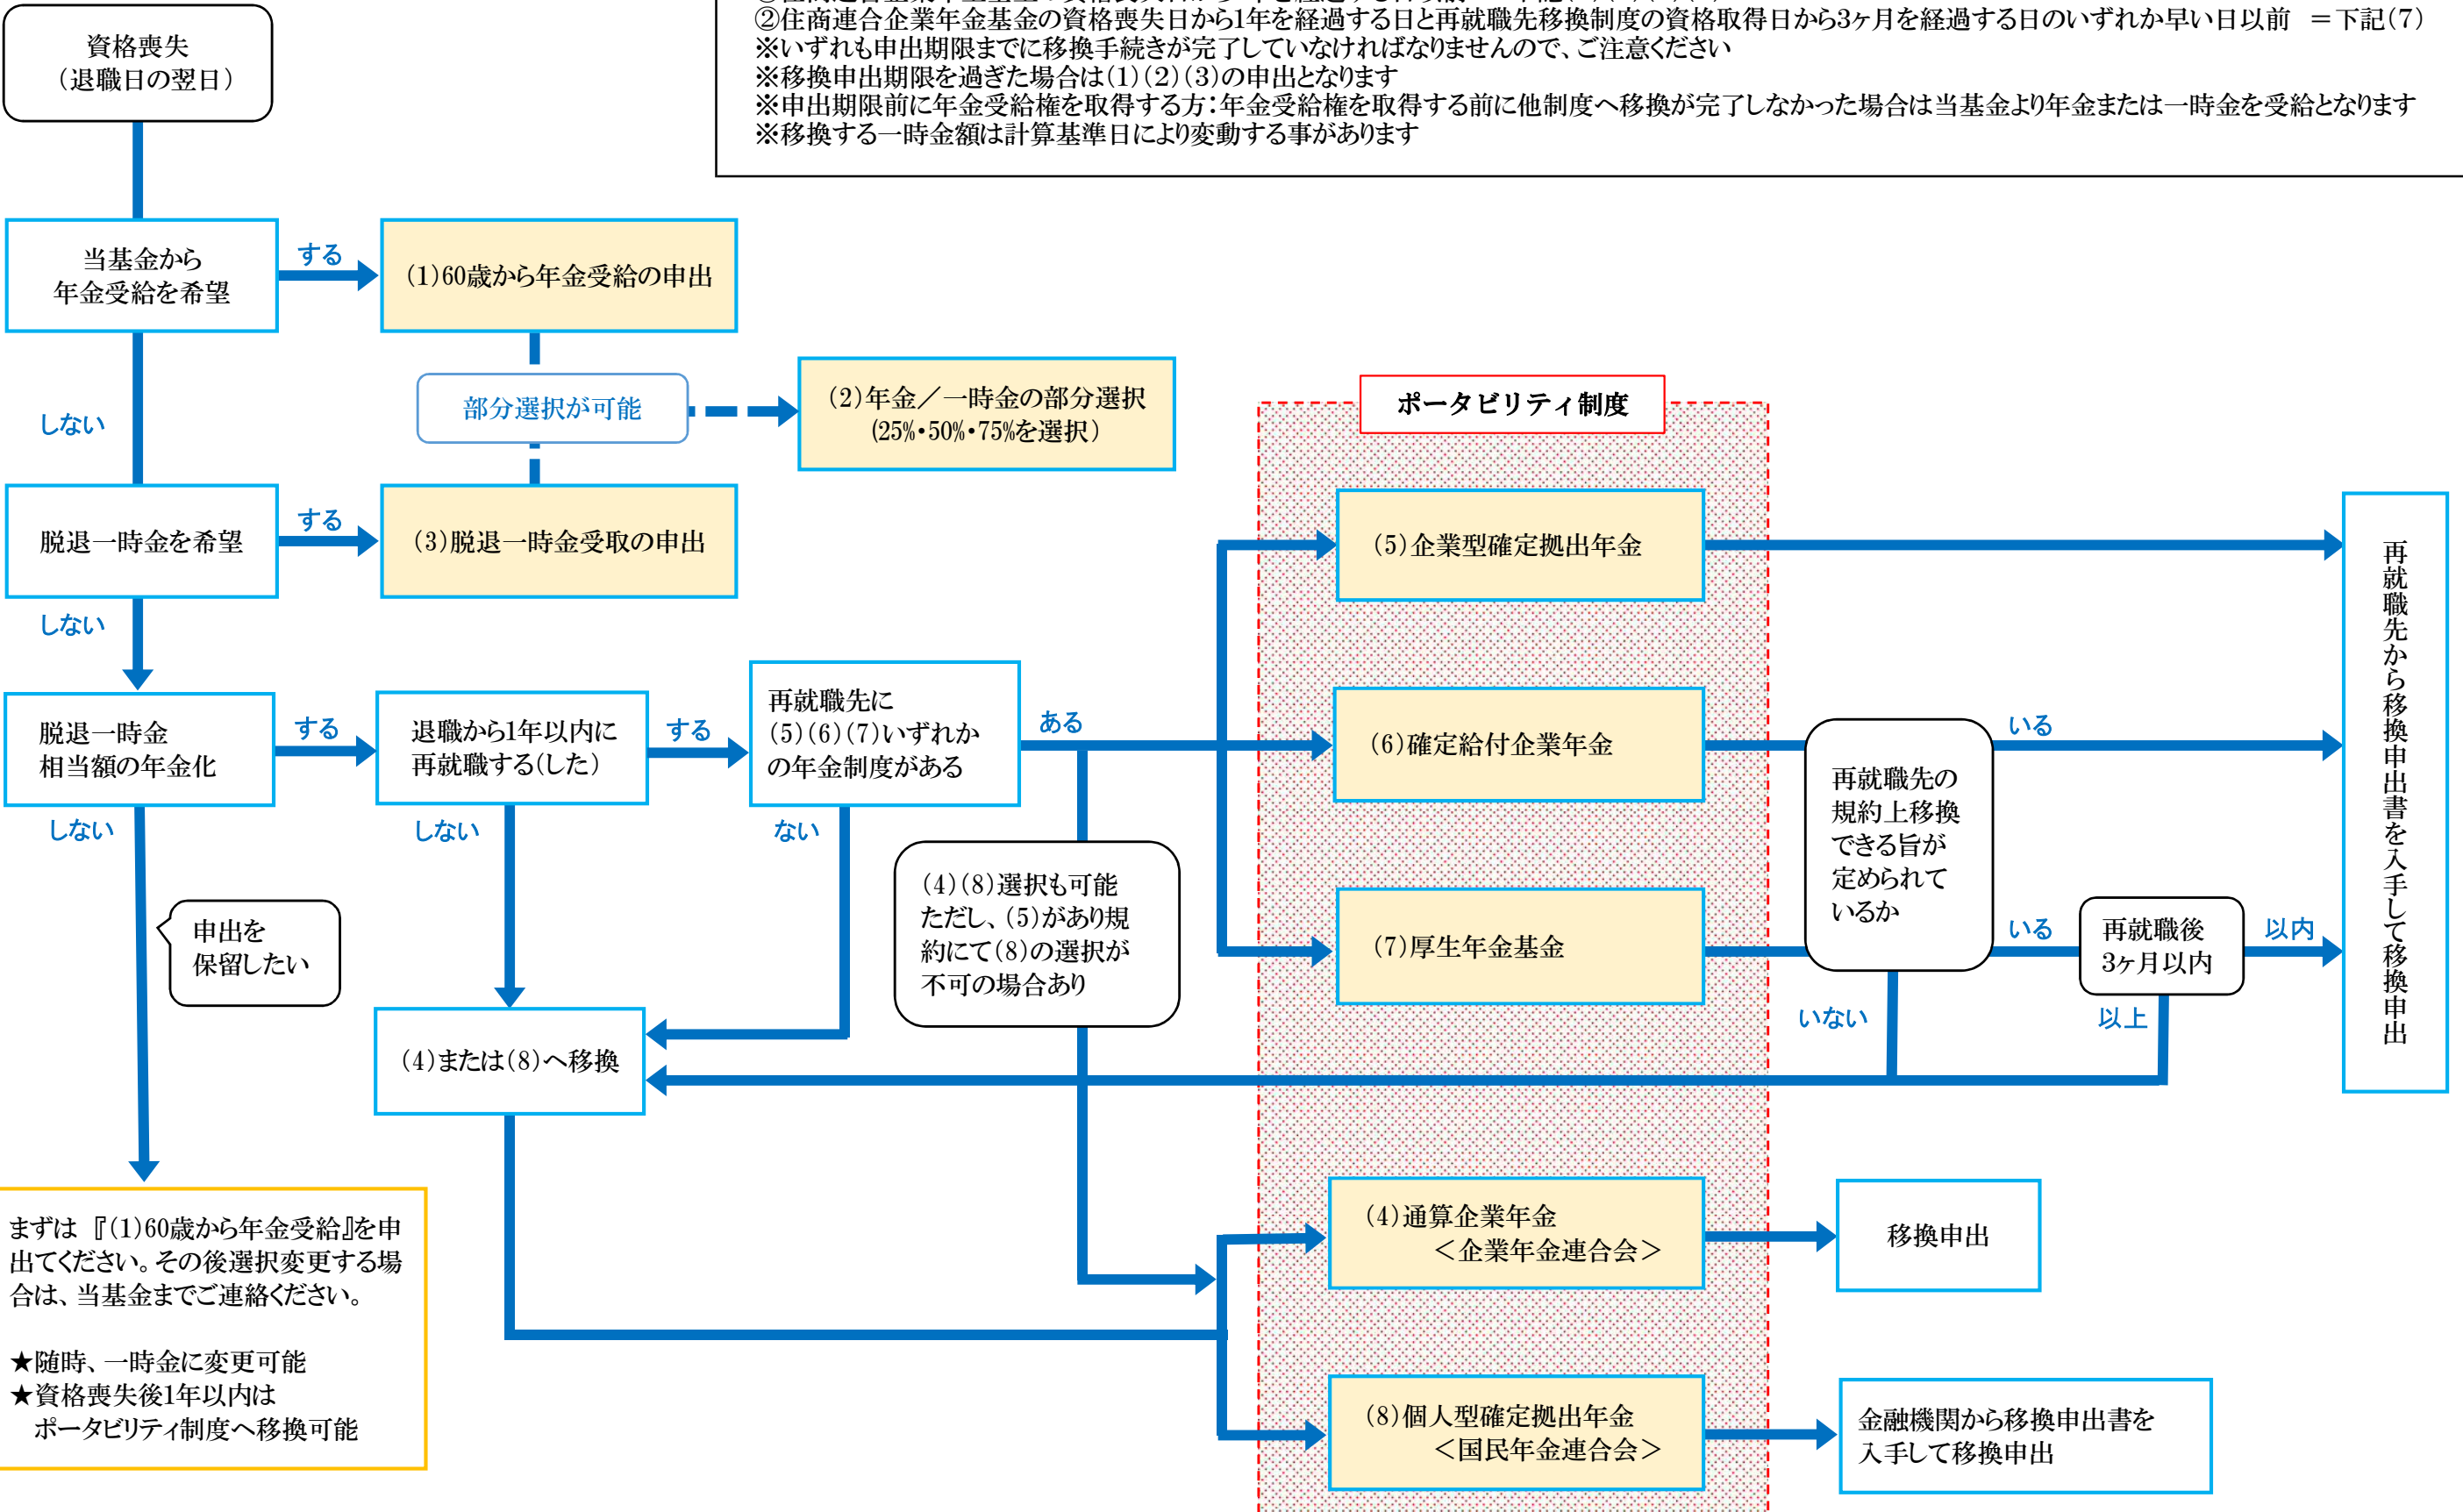 ②住商連合企業年金基金の資格喪失日から1年を経過する日と再就職先移換制度の資格取得日から3ヶ月を経過する日のいずれか早い日以前 ＝下記(7)
※いずれも申出期限までに移換手続きが完了していなければなりませんので、ご注意ください
※移換申出期限を過ぎた場合は(1)(2)(3)の申出となります
※申出期限前に年金受給権を取得する方：年金受給権を取得する前に他制度へ移換が完了しなかった場合は当基金より年金または一時金を受給となります
※移換する一時金額は計算基準日により変動する事があります
資格喪失
(退職日の翌日)
当基金から
年金受給を希望
する
(1)60歳から年金受給の申出
しない
部分選択が可能
(2)年金／一時金の部分選択
(25%・50%・75%を選択)
脱退一時金を希望
する
(3)脱退一時金受取の申出
しない
脱退一時金
相当額の年金化
する
退職から1年以内に
再就職する(した)
する
再就職先に
(5)(6)(7)いずれか
の年金制度がある
ある
しない
しない
ない
申出を
保留したい
(4)(8)選択も可能
ただし、(5)があり規
約にて(8)の選択が
不可の場合あり
(4)または(8)へ移換
まずは『(1)60歳から年金受給』を申
出てください。その後選択変更する場
合は、当基金までご連絡ください。
★随時、一時金に変更可能
★資格喪失後1年以内は
ポータビリティ制度へ移換可能
ポータビリティ制度
(5)企業型確定拠出年金
(6)確定給付企業年金
(7)厚生年金基金
再就職先の
規約上移換
できる旨が
定められて
いるか
いる
いる
いない
再就職後
3ヶ月以内
以内
以上
再就職先から移換申出書を入手して移換申出
(4)通算企業年金
＜企業年金連合会＞
移換申出
(8)個人型確定拠出年金
＜国民年金連合会＞
金融機関から移換申出書を
入手して移換申出